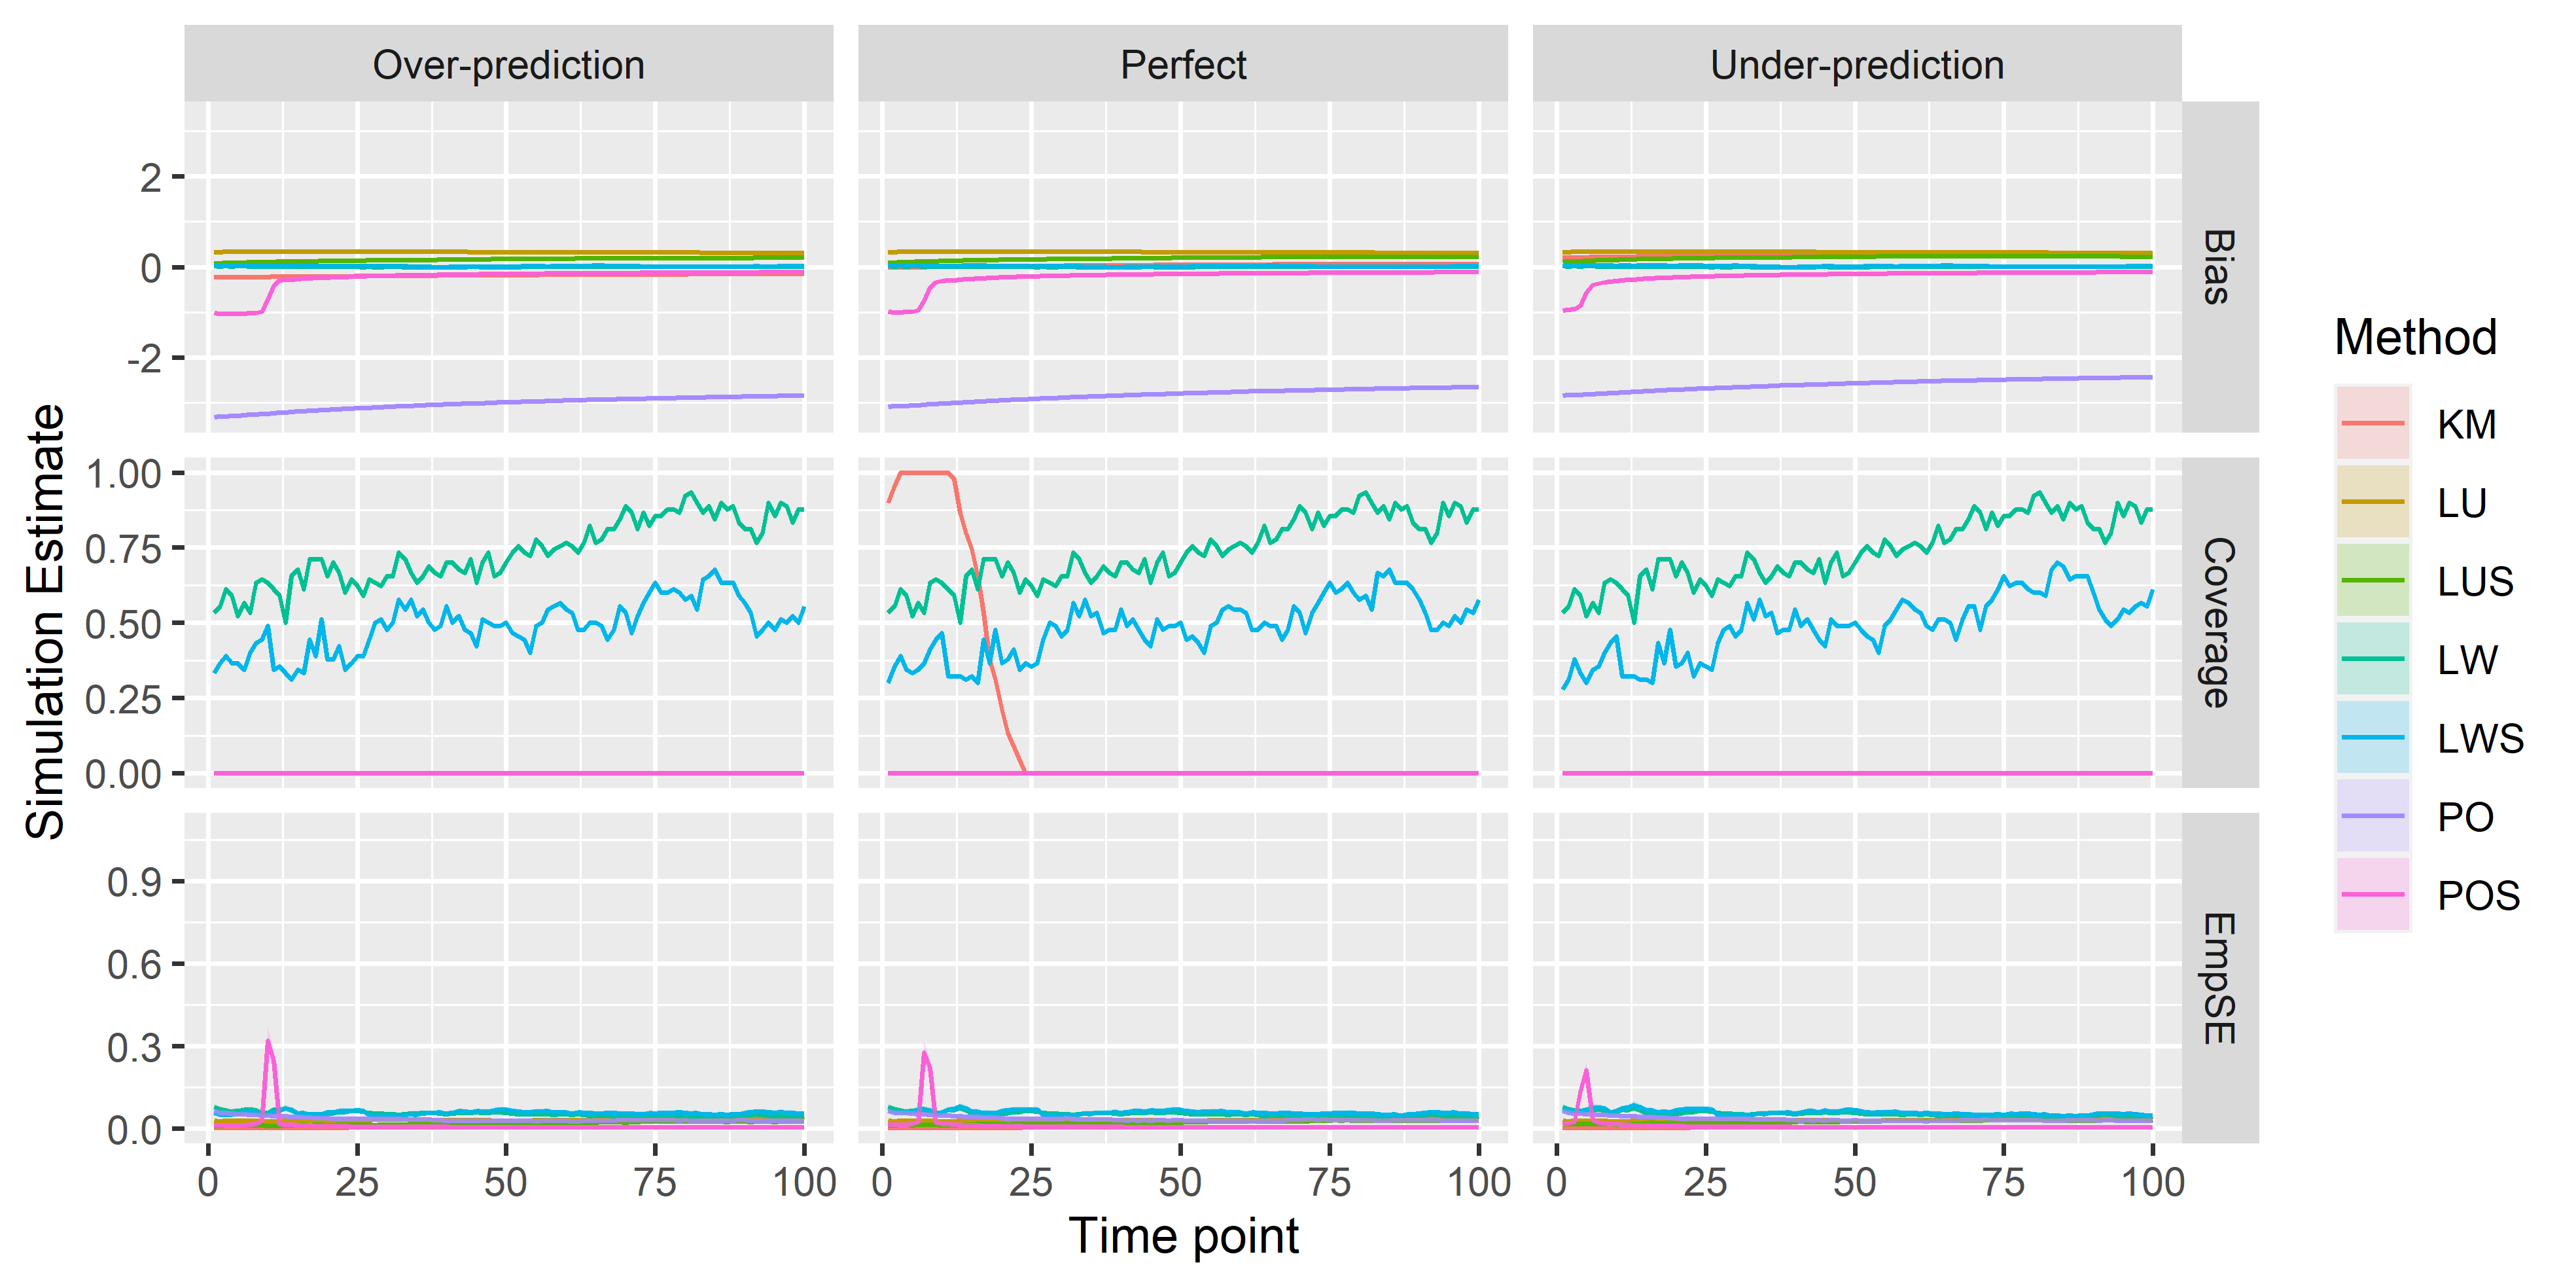 Over-prediction
Perfect
Under-prediction
2
0
-2
Bias
1.00
0.75
0.50
0.25
0.00
Coverage
0.9
0.6
0.3
0.0
EmpSE
0 25 50 75 100
0 25 50 75 100
0 25 50 75 100
Time point
Simulation Estimate
Method
KM
LU
LUS
LW
LWS
PO
POS